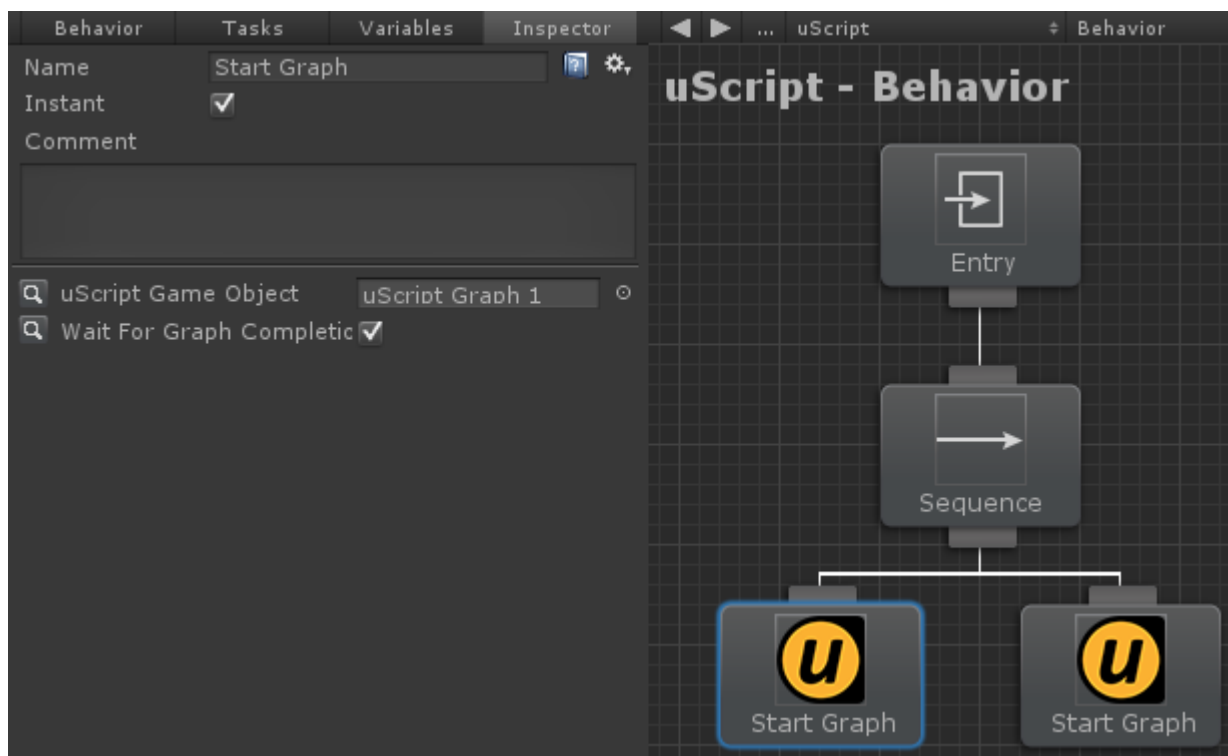 Behavior Tasks Variables Inspector
Name Start Graph
Instant
Comment
uScript Game Object uScript Graph 1
Wait For Graph Completic
... uScript Behavior
uScript - Behavior
Entry
Sequence
u u
Start Graph Start Graph